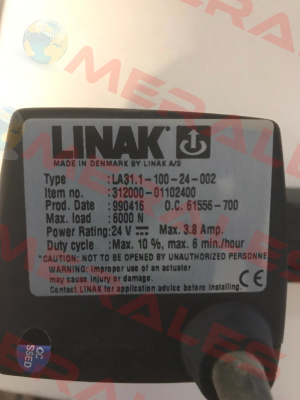 LINAK
MADE IN DENMARK BY LINAK A/S
Type :LA31.1-100-24-002
Item no. :312000-01102400
Prod. Date :990416 O.C. 61556-700
Max. load :6000 N
Power Rating:24 V Max. 3.8 Amp.
Duty cycle :Max. 10 %, max. 6 min./hour
*CAUTION: NOT TO BE OPENED BY UNAUTHORIZED PERSONNE
WARNING: Improper use of an actuator
may cause injury or damage.
Contact LINAK for application advice before installing.
CE
QC
SSED